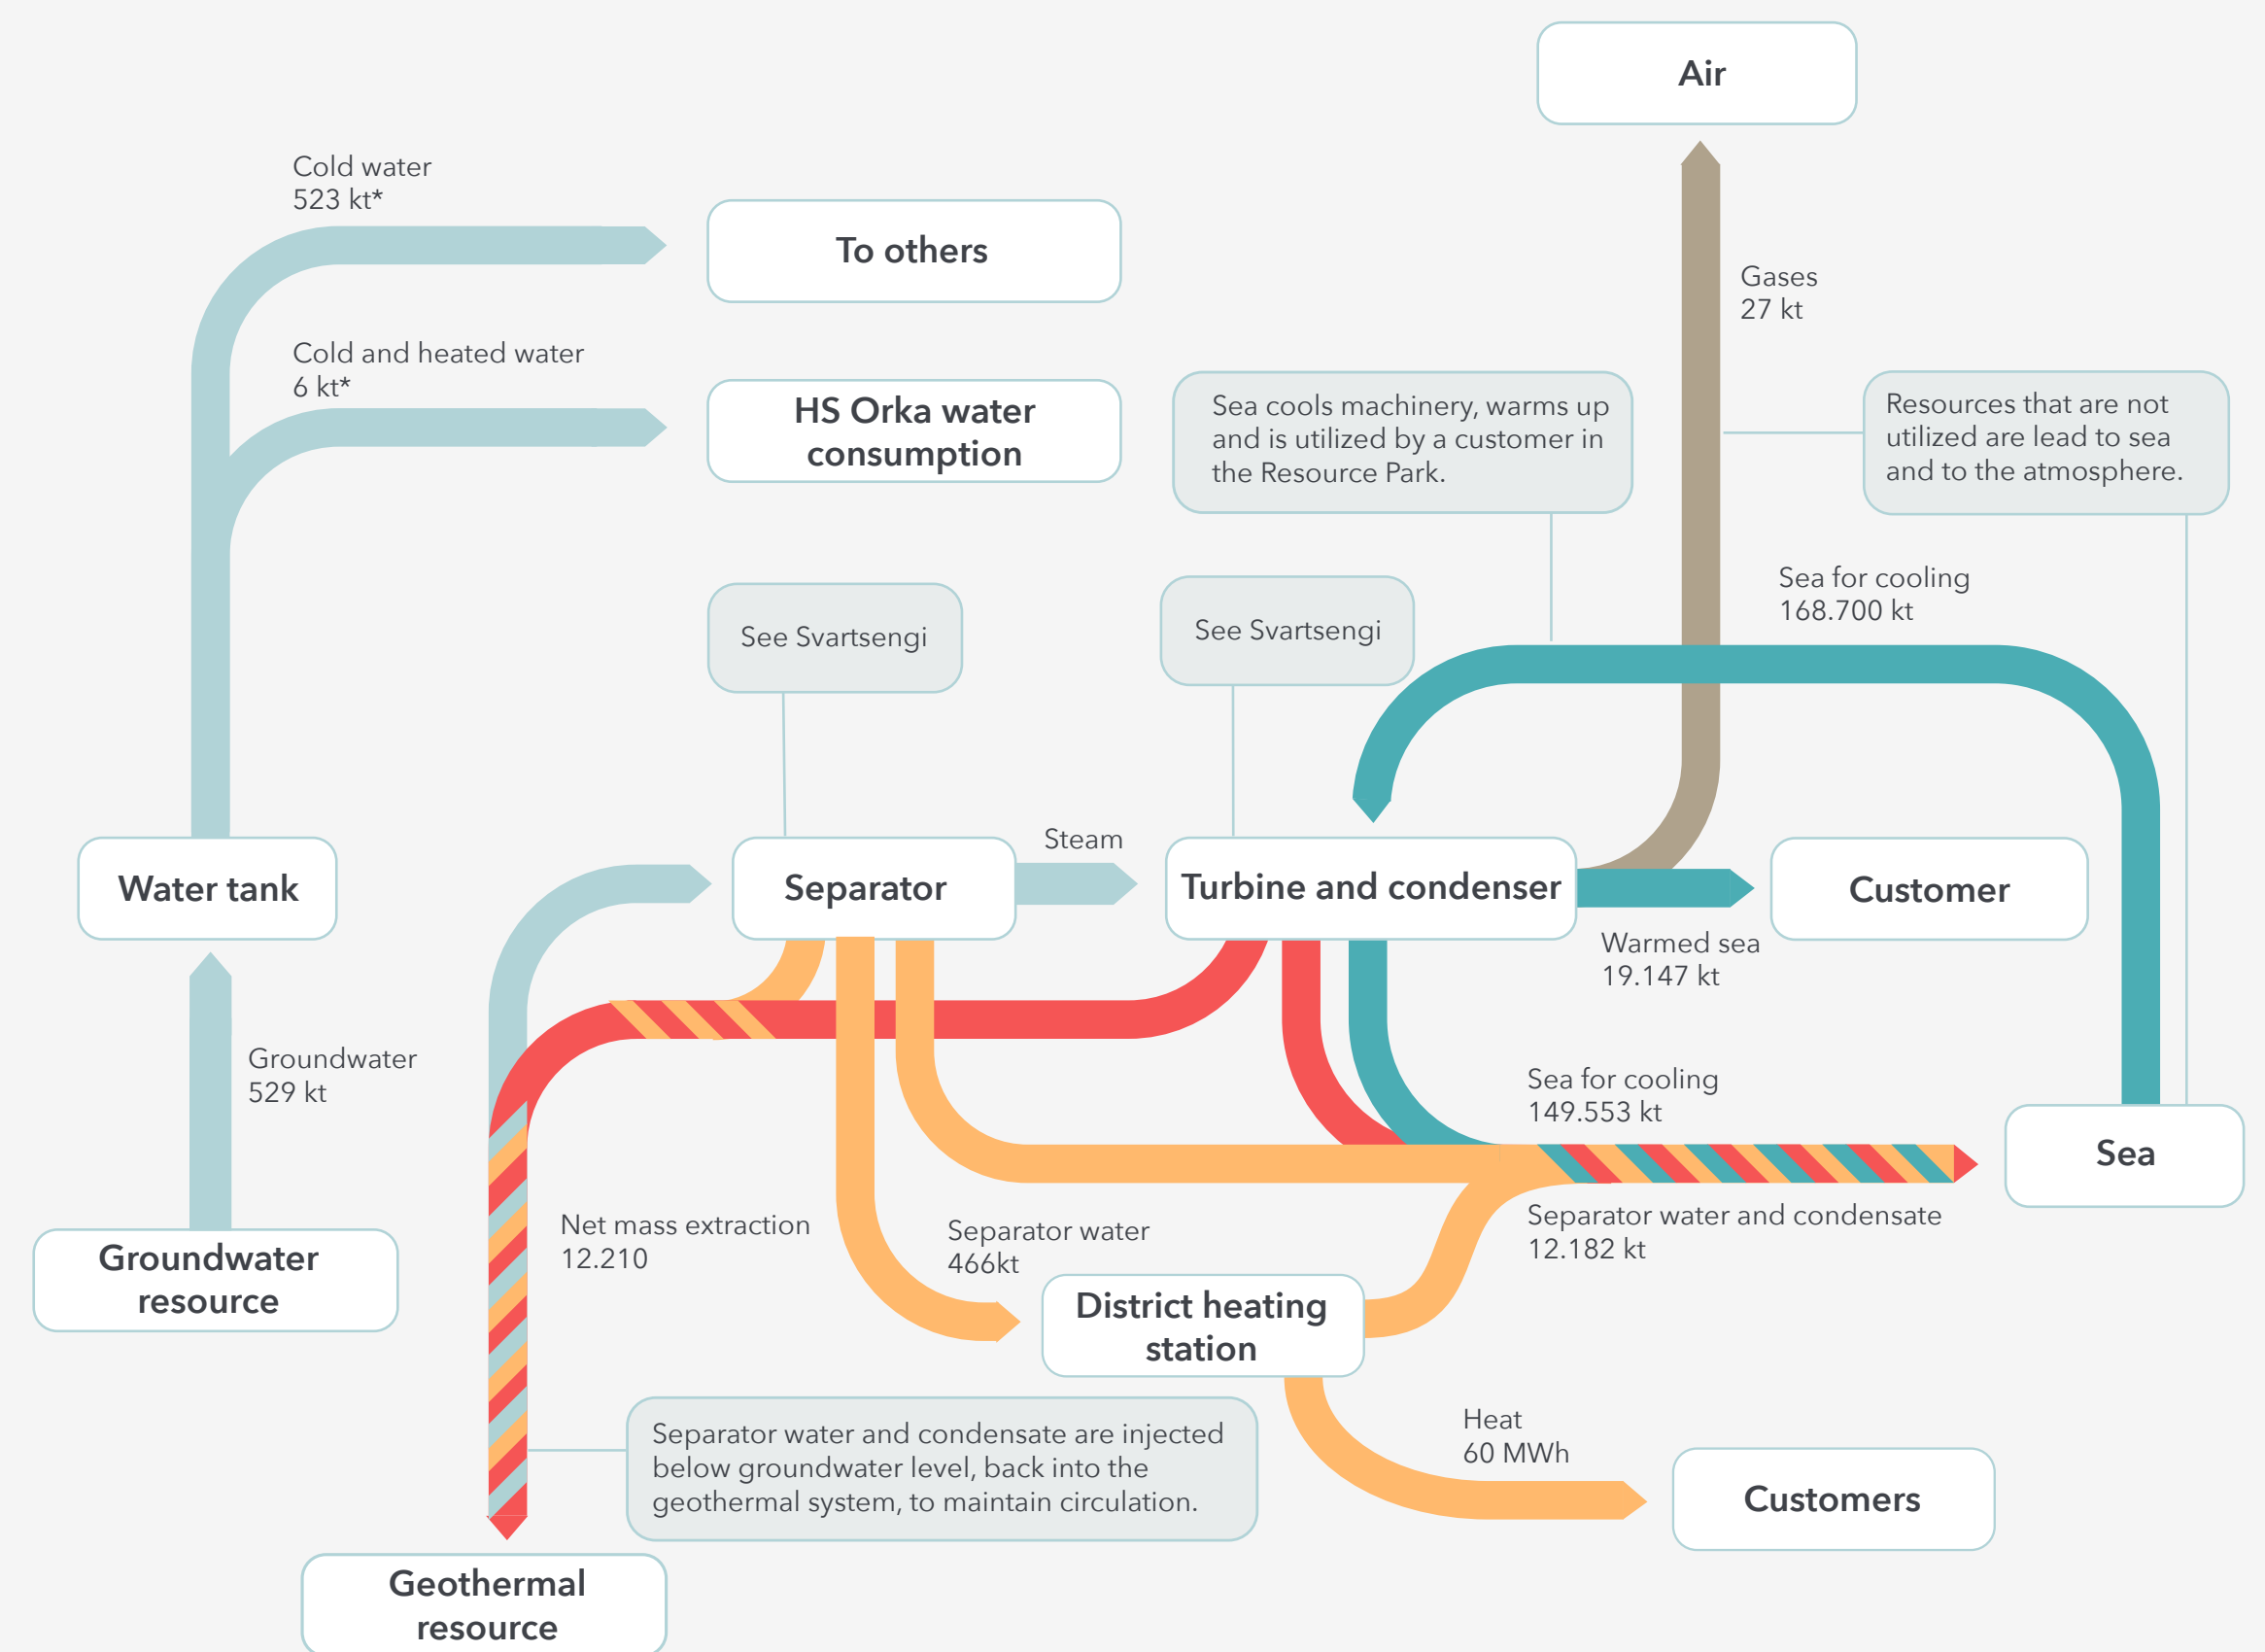 Air
Cold water
523 kt*
To others
Gases
27 kt
Cold and heated water
6 kt*
HS Orka water
consumption
Sea cools machinery, warms up
and is utilized by a customer in
the Resource Park.
Resources that are not
utilized are lead to sea
and to the atmosphere.
Sea for cooling
168.700 kt
See Svartsengi
See Svartsengi
Steam
Water tank
Separator
Turbine and condenser
Customer
Warmed sea
19.147 kt
Groundwater
529 kt
Sea for cooling
149.553 kt
Sea
Net mass extraction
12.210
Separator water
466kt
Separator water and condensate
12.182 kt
Groundwater
resource
District heating
station
Heat
60 MWh
Separator water and condensate are injected
below groundwater level, back into the
geothermal system, to maintain circulation.
Customers
Geothermal
resource